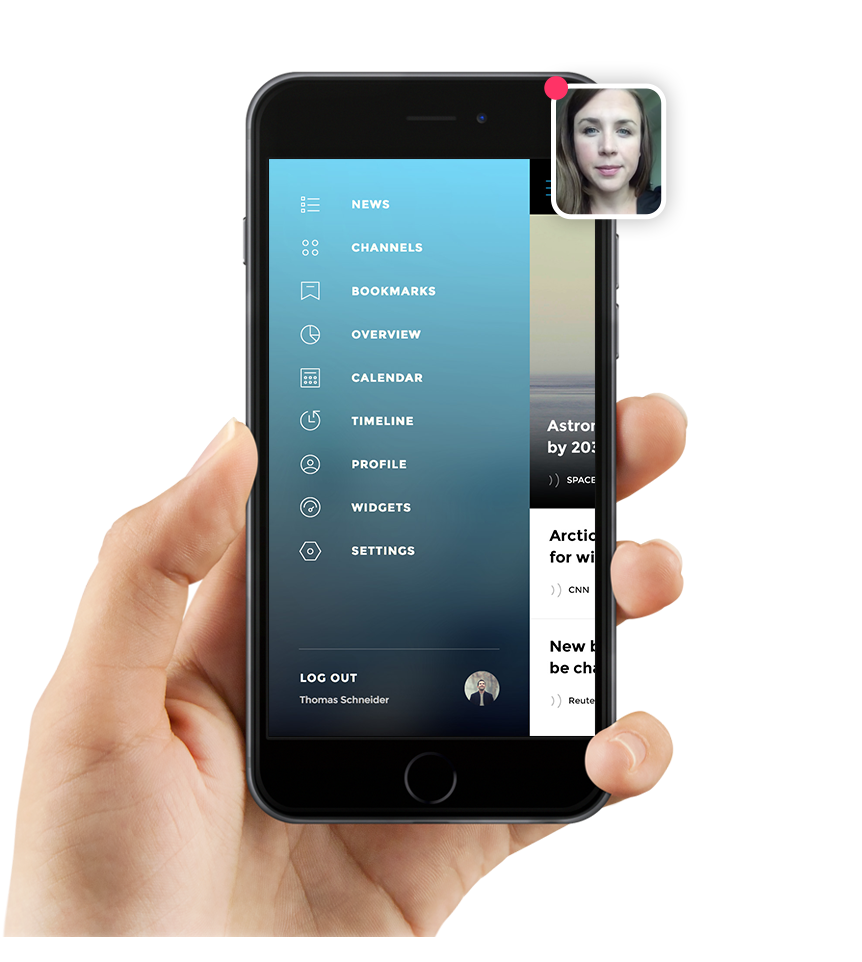 NEWS
CHANNELS
BOOKMARKS
OVERVIEW
CALENDAR
TIMELINE
PROFILE
WIDGETS
SETTINGS
LOG OUT
Thomas Schneider
Astron
by 203
SPACE
Arctic
for wi
CNN
New b
be cha
Reute